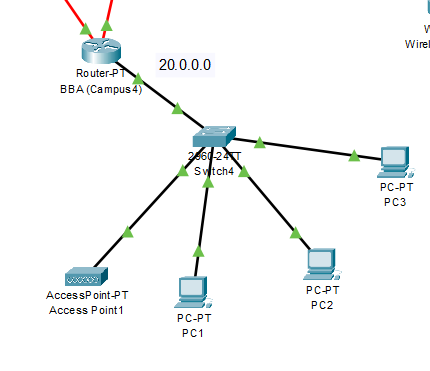 W
Wirel
20.0.0.0
Router-PT
BBA (Campus4)
2960-24TT
Switch4
PC-PT
PC3
AccessPoint-PT
Access Point1
PC-PT
PC2
PC-PT
PC1